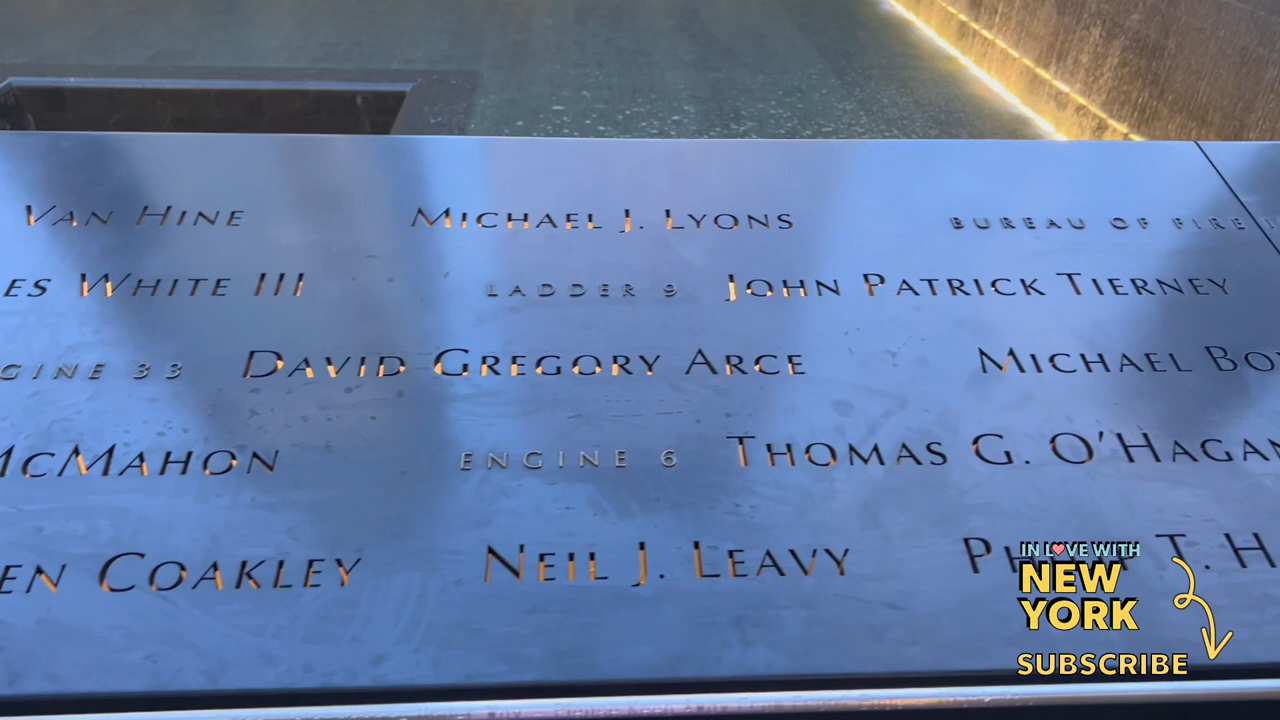 VAN HINE MICHAEL J. LYONS BUREAU OF FIRE
ES WHITE III LADDER 9 JOHN PATRICK TIERNEY
GINE 33 DAVID GREGORY ARCE MICHAEL BO
MCMAHON ENGINE 6 THOMAS G. O'HAGAN
EN COAKLEY NEIL J. LEAVY T. H
IN LOVE WITH
NEW
YORK
SUBSCRIBE